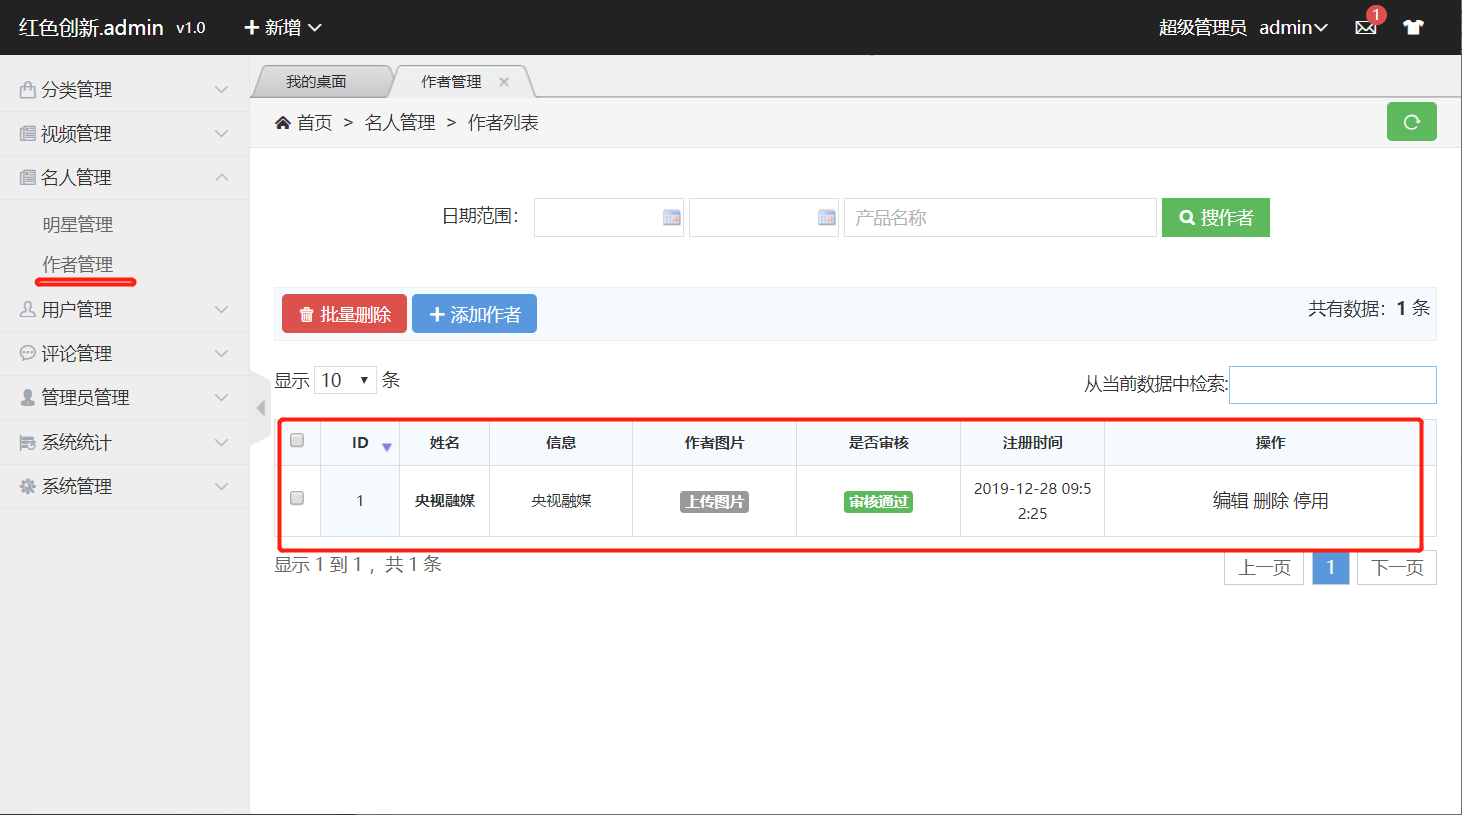 红色创新.admin v1.0 新增 超级管理员 admin 1
分类管理
视频管理
名人管理
明星管理
作者管理
用户管理
评论管理
管理员管理
系统统计
系统管理
我的桌面 作者管理
首页 > 名人管理 > 作者列表
日期范围: 产品名称 搜作者
批量删除 添加作者 共有数据: 1 条
显示 10 条 从当前数据中检索:
ID 姓名 信息 作者图片 是否审核 注册时间 操作
1 央视融媒 央视融媒 上传图片 审核通过 2019-12-28 09:5
2:25 编辑 删除 停用
显示 1 到 1 ，共 1 条 上一页 1 下一页